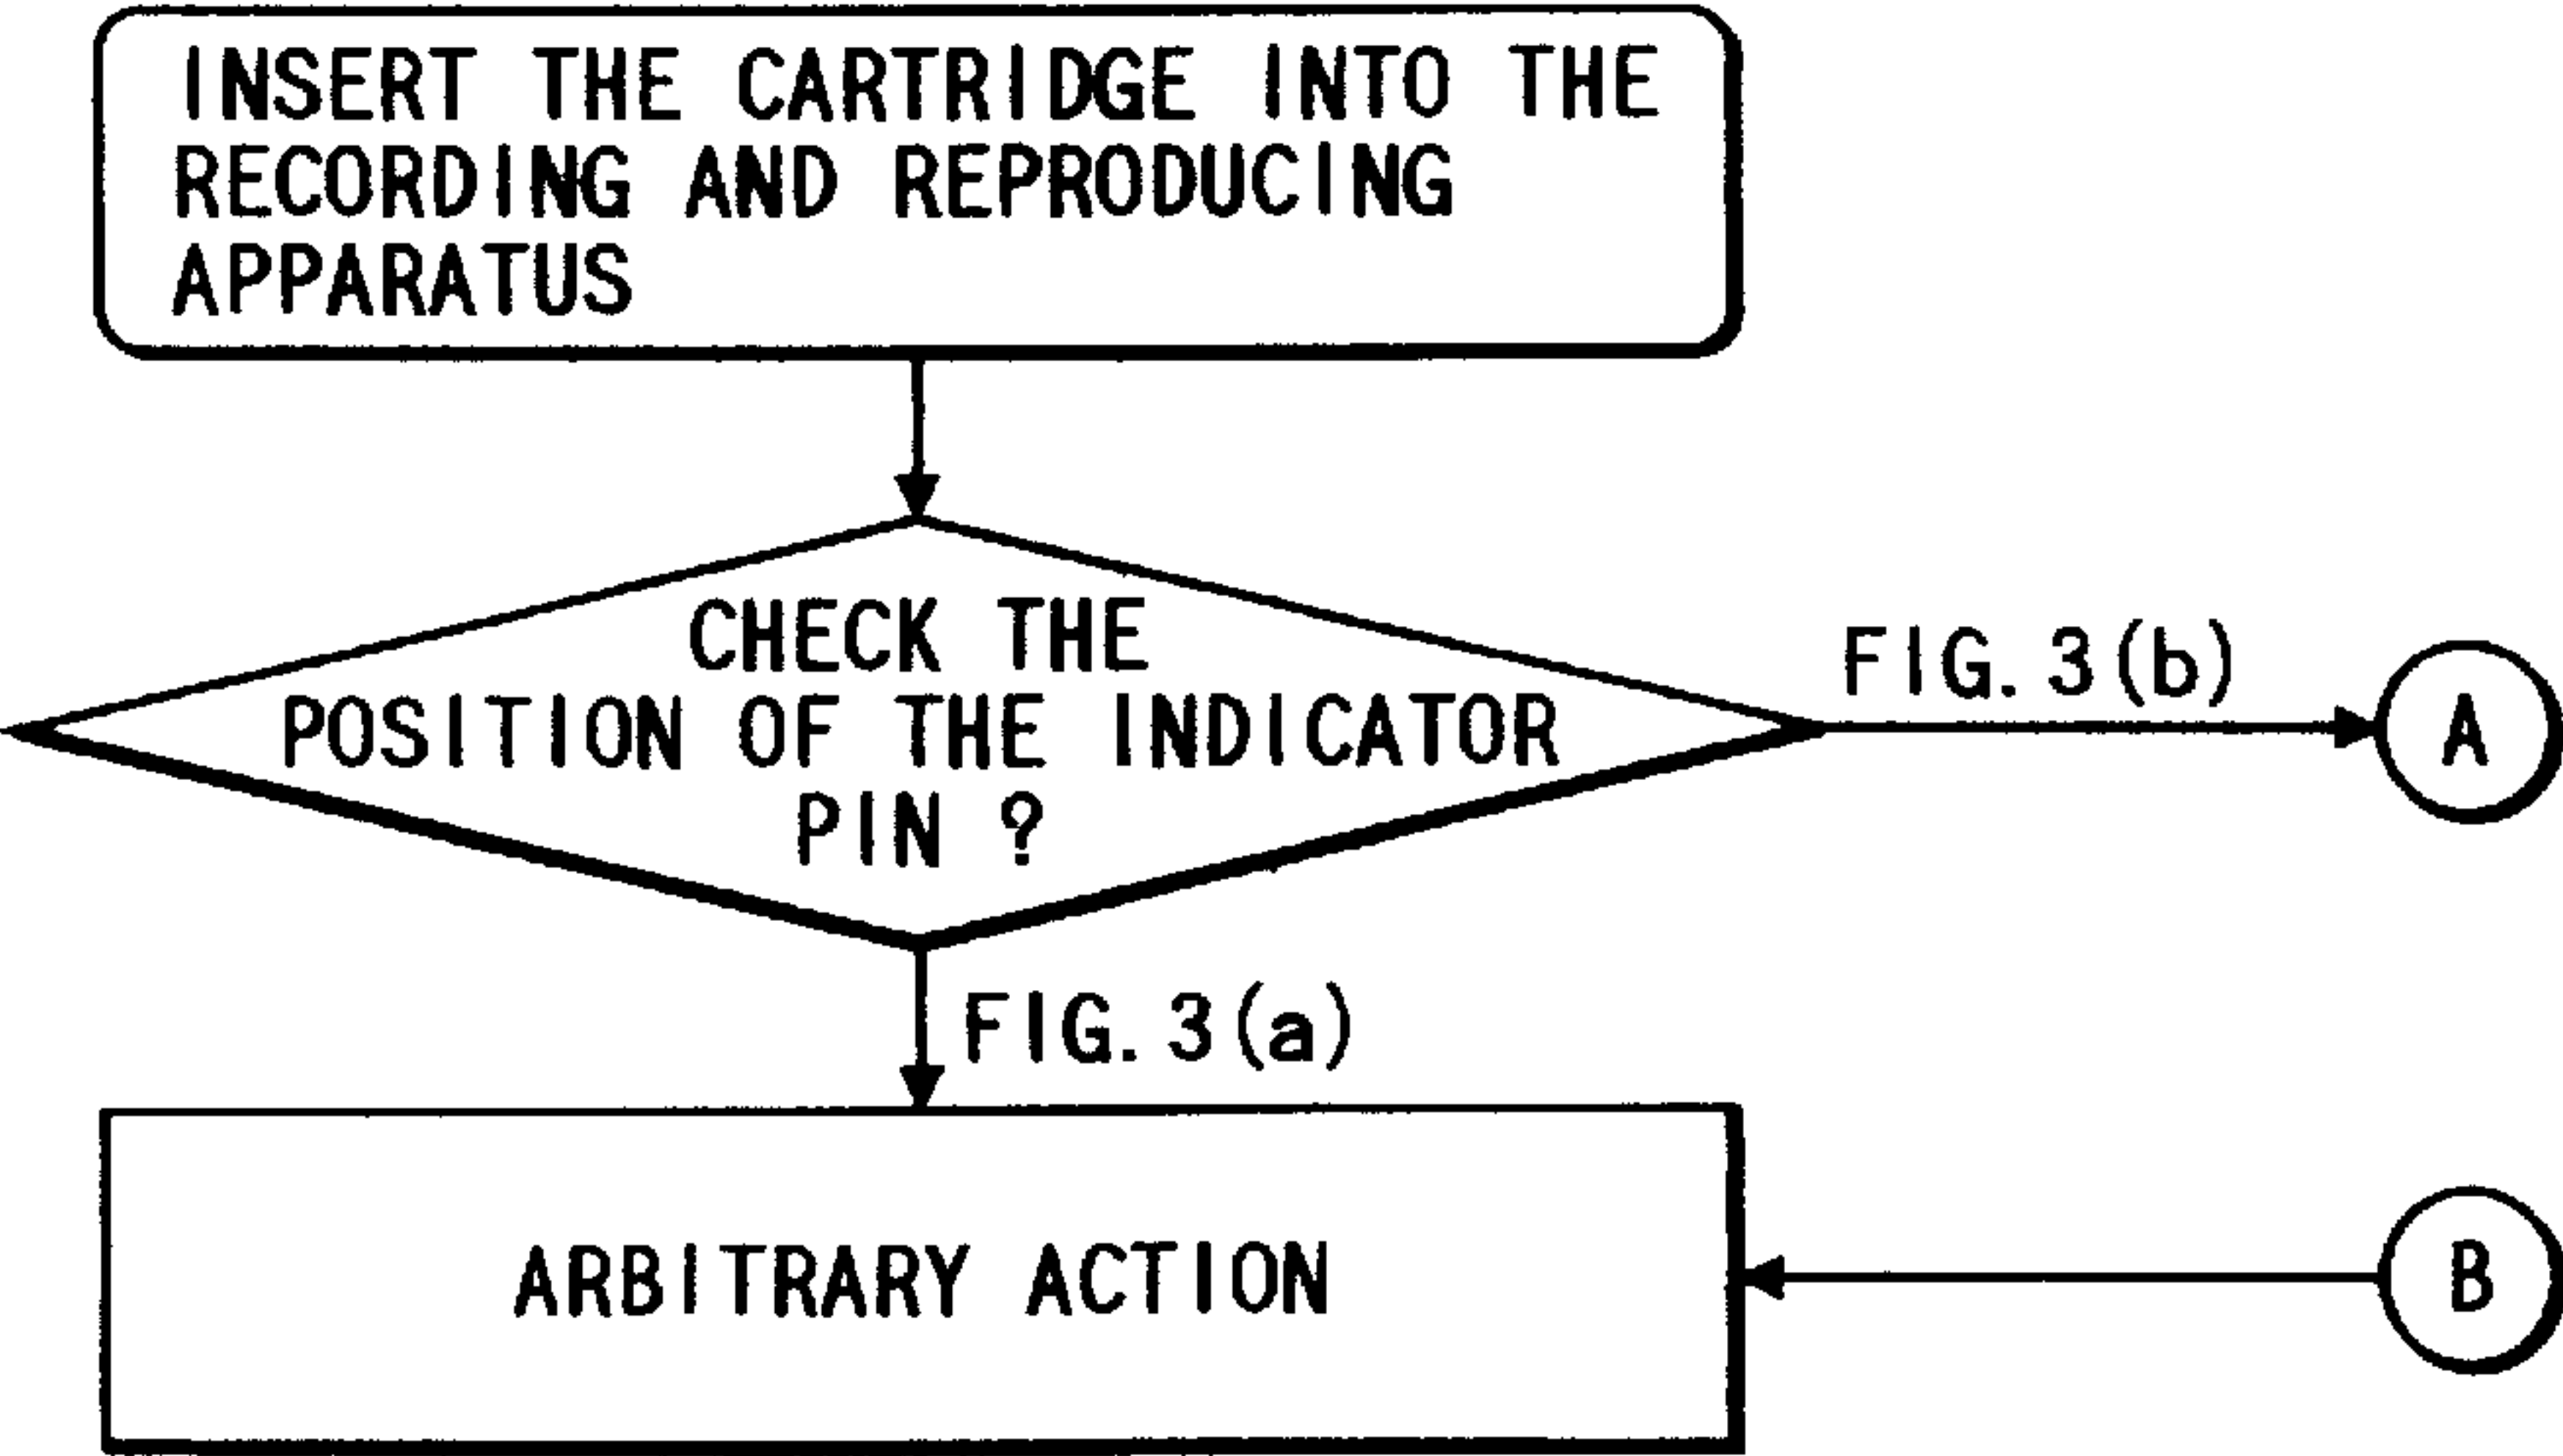 INSERT THE CARTRIDGE INTO THE
RECORDING AND REPRODUCING
APPARATUS
CHECK THE
POSITION OF THE INDICATOR
PIN ?
FIG. 3 (b)
A
FIG. 3 (a)
ARBITRARY ACTION
B